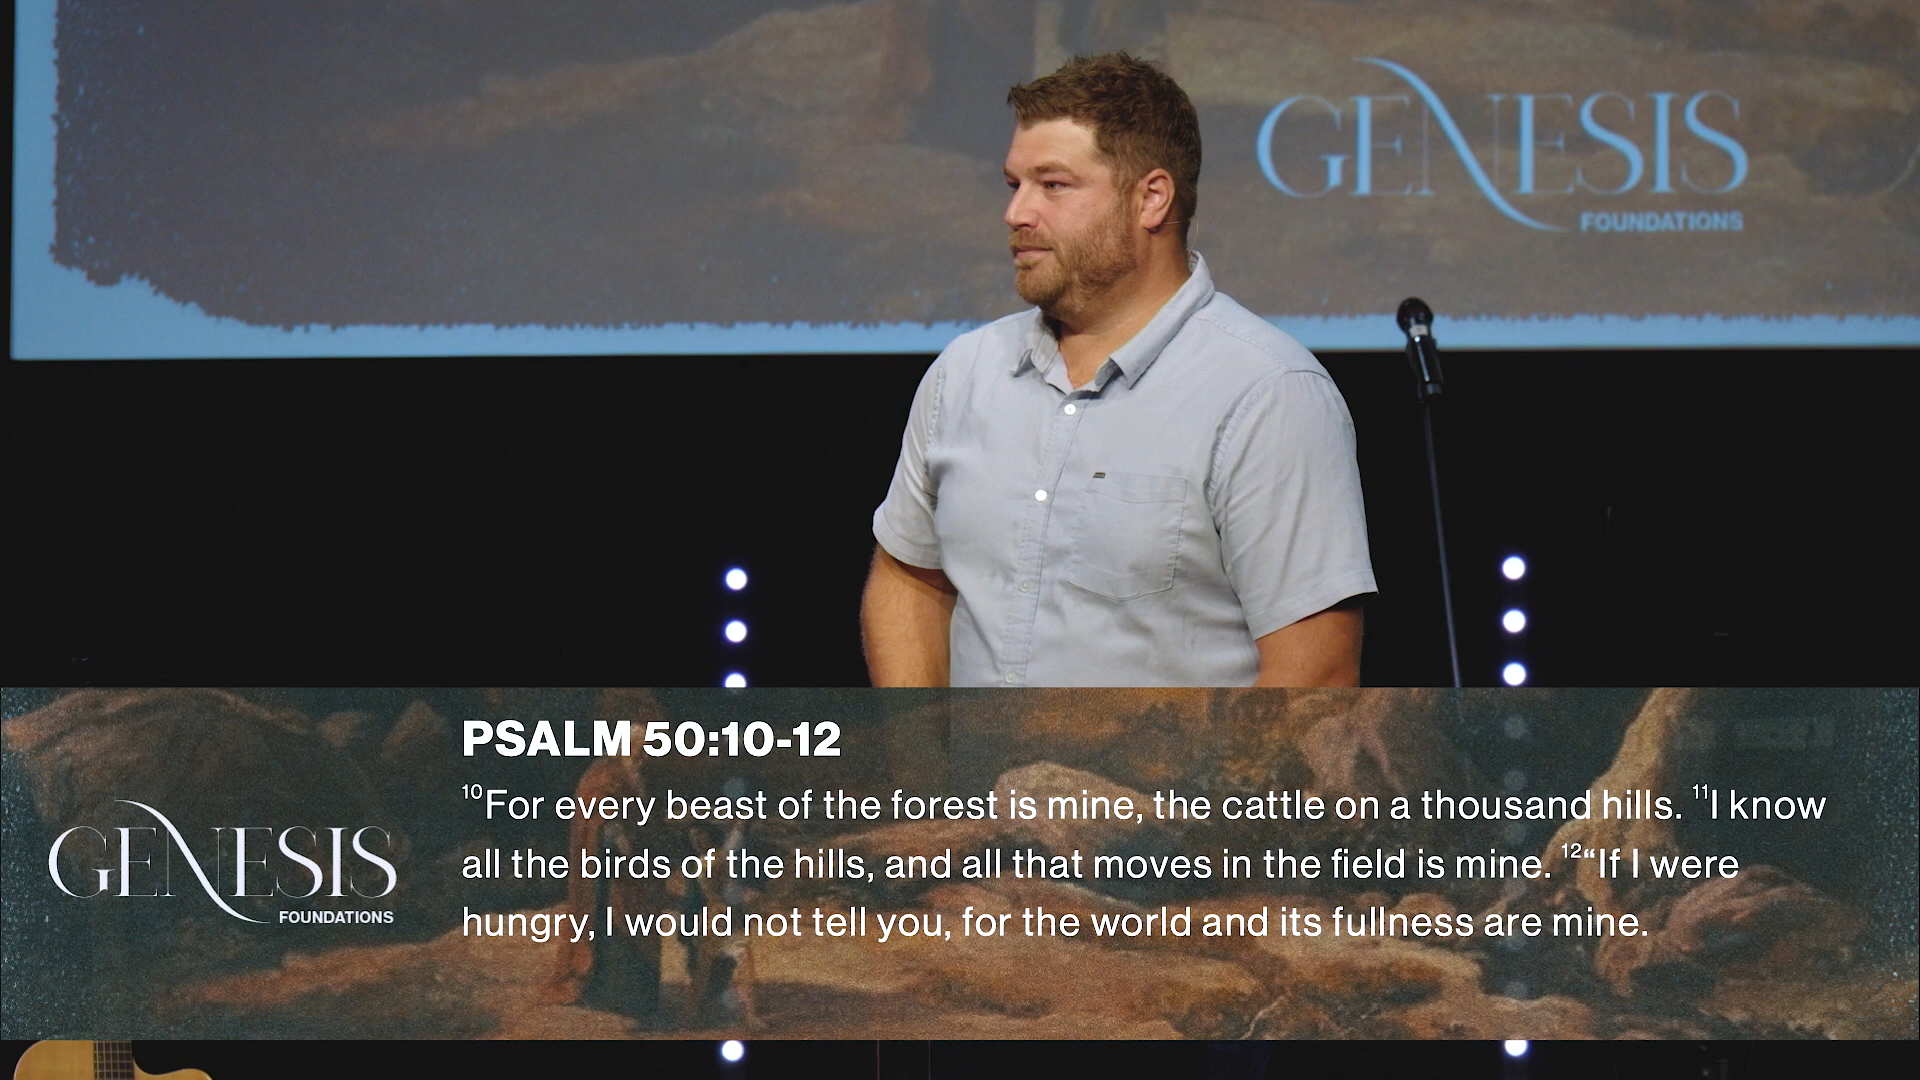 GENESIS
FOUNDATIONS
PSALM 50:10-12
¹⁰For every beast of the forest is mine, the cattle on a thousand hills. ¹¹I know
all the birds of the hills, and all that moves in the field is mine. ¹²“If I were
hungry, I would not tell you, for the world and its fullness are mine.
GENESIS
FOUNDATIONS